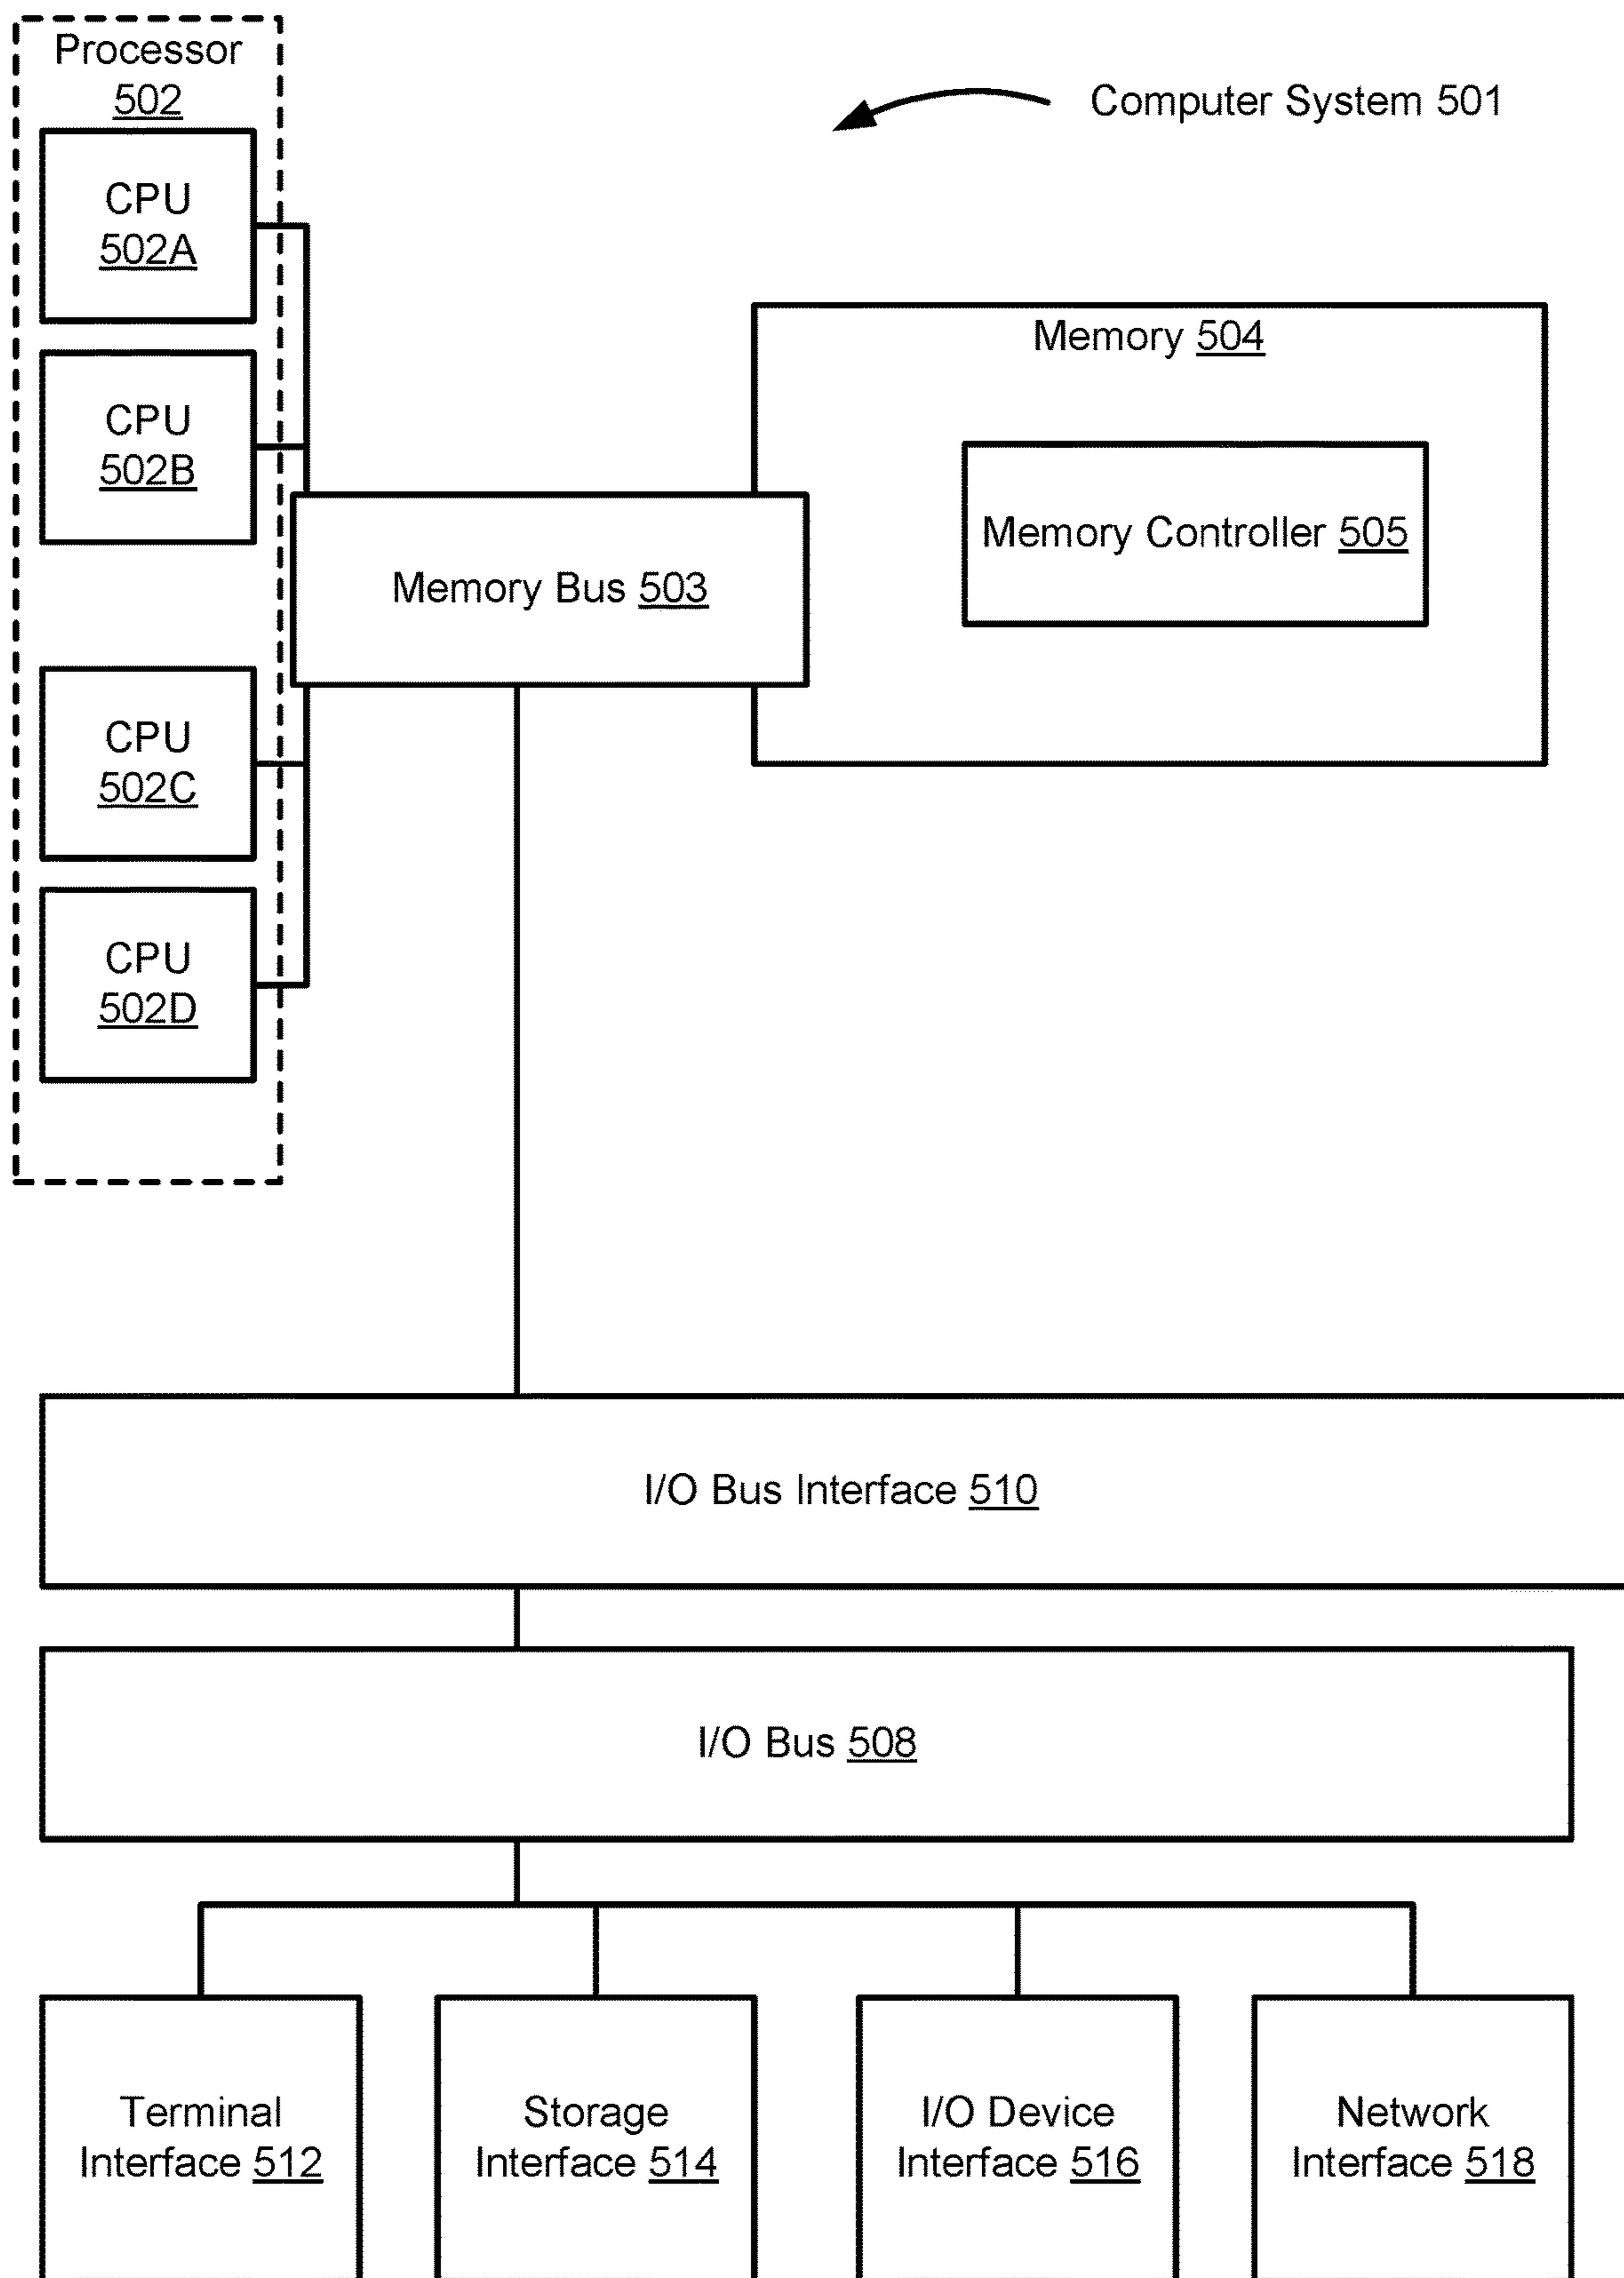 Processor
502
Computer System 501
CPU
502A
CPU
502B
Memory 504
Memory Controller 505
Memory Bus 503
CPU
502C
CPU
502D
I/O Bus Interface 510
I/O Bus 508
Terminal
Interface 512
Storage
Interface 514
I/O Device
Interface 516
Network
Interface 518